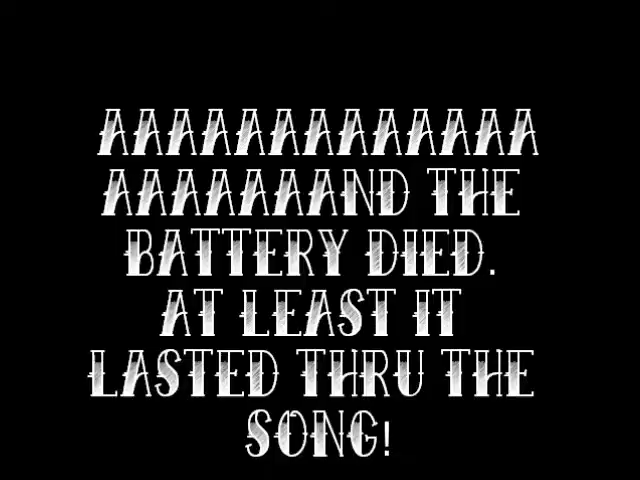 AAAAAAAAAAAAA
AAAAAAAND THE
BATTERY DIED.
AT LEAST IT
LASTED THRU THE
SONG!